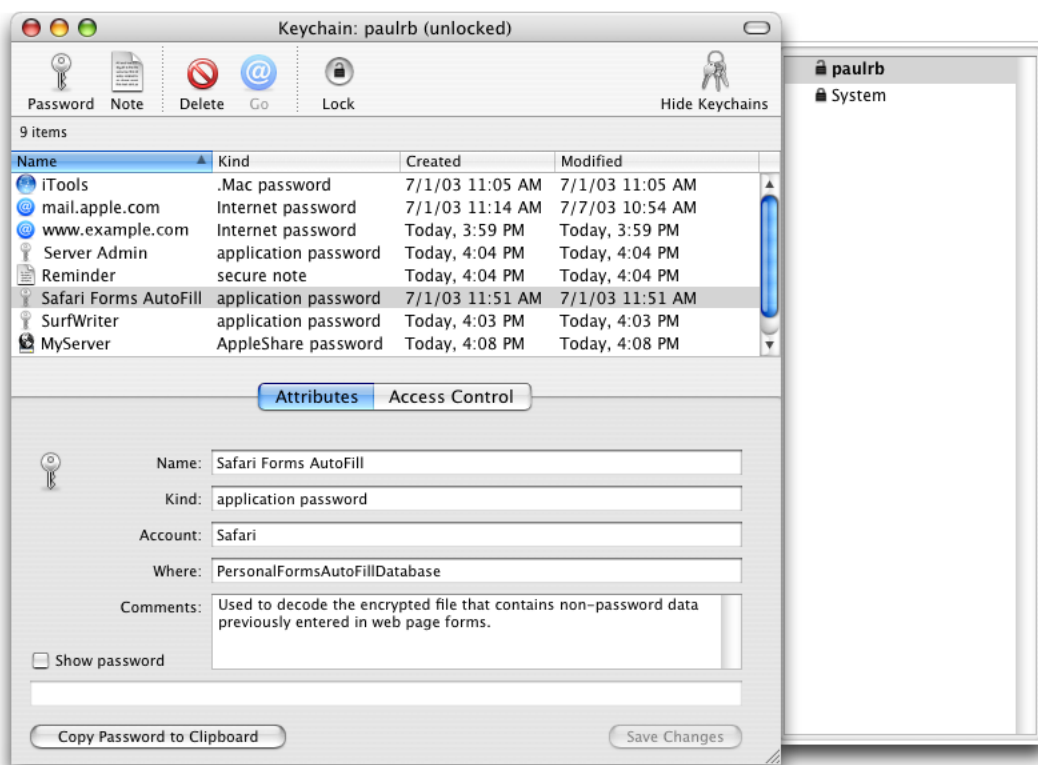 Keychain: paulrb (unlocked)
Password Note Delete Go Lock Hide Keychains
9 items
Name Kind Created Modified
iTools .Mac password 7/1/03 11:05 AM 7/1/03 11:05 AM
mail.apple.com Internet password 7/1/03 11:14 AM 7/7/03 10:54 AM
www.example.com Internet password Today, 3:59 PM Today, 3:59 PM
Server Admin application password Today, 4:04 PM Today, 4:04 PM
Reminder secure note Today, 4:04 PM Today, 4:04 PM
Safari Forms AutoFill application password 7/1/03 11:51 AM 7/1/03 11:51 AM
SurfWriter application password Today, 4:03 PM Today, 4:03 PM
MyServer AppleShare password Today, 4:08 PM Today, 4:08 PM
Attributes Access Control
Name: Safari Forms AutoFill
Kind: application password
Account: Safari
Where: PersonalFormsAutoFillDatabase
Comments: Used to decode the encrypted file that contains non-password data
previously entered in web page forms.
Show password
Copy Password to Clipboard Save Changes
paulrb
System